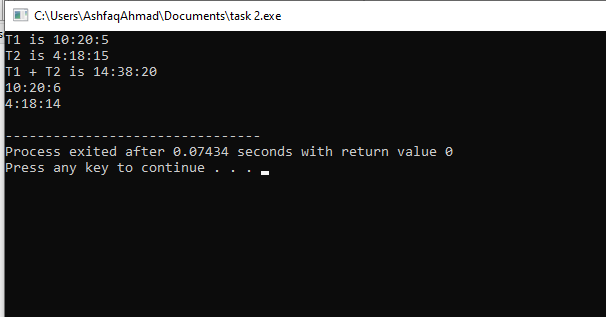 C:\Users\AshfaqAhmad\Documents\task 2.exe
T1 is 10:20:5
T2 is 4:18:15
T1 + T2 is 14:38:20
10:20:6
4:18:14
--------------------------------
Process exited after 0.07434 seconds with return value 0
Press any key to continue . . .